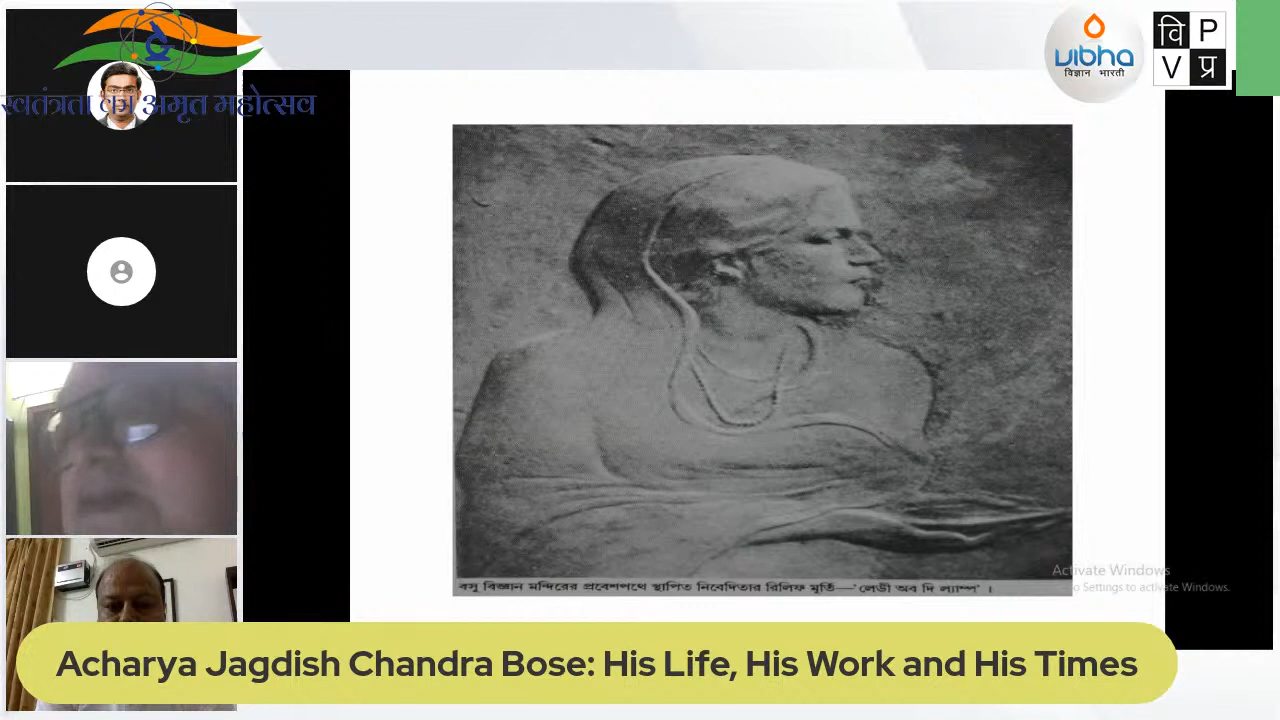 स्वतंत्रता का अमृत महोत्सव
vibha
विज्ञान भारती
वि P
V प्र
বসু বিজ্ঞান মন্দিরের প্রবেশপথে স্থাপিত নিবেদিতার রিলিফ মূর্তি—'লেডী অব দি ল্যাম্প' ।
Activate Windows
to Settings to activate Windows.
Acharya Jagdish Chandra Bose: His Life, His Work and His Times